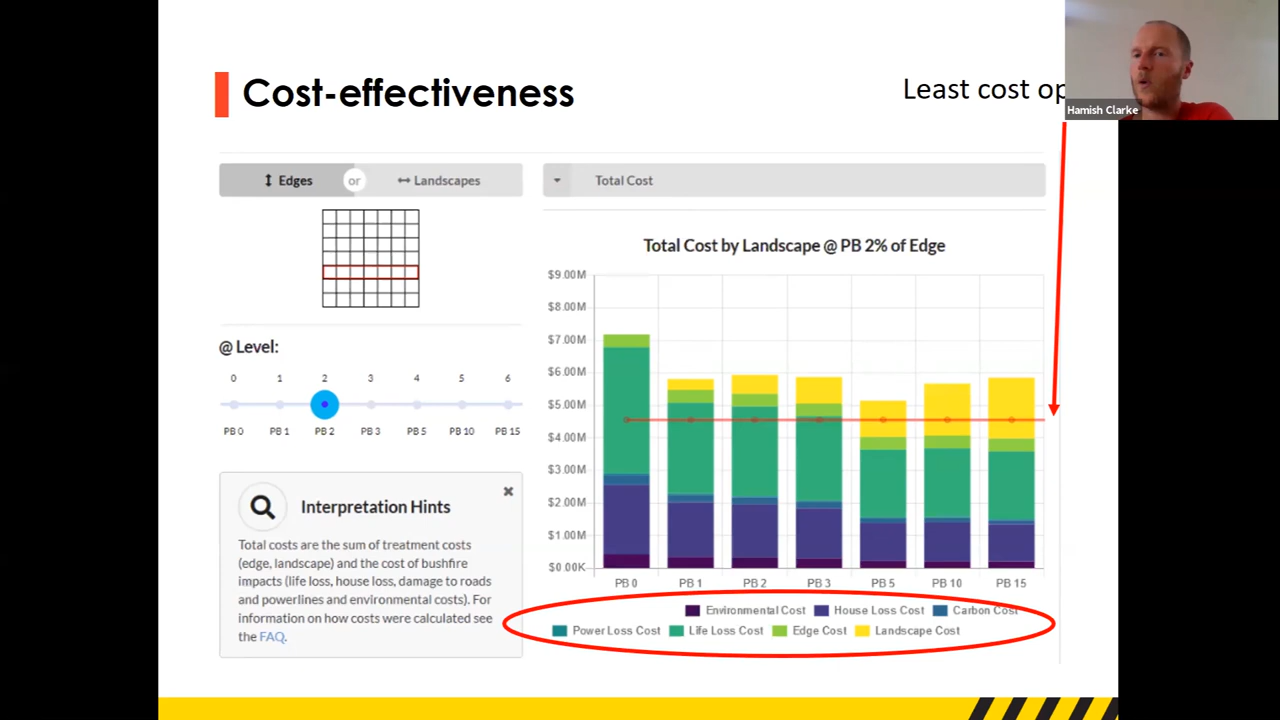 Cost-effectiveness
Least cost op
Hamish Clarke
Edges or Landscapes
Total Cost
@ Level:
0 1 2 3 4 5 6
PB 0 PB 1 PB 2 PB 3 PB 5 PB 10 PB 15
Interpretation Hints
Total costs are the sum of treatment costs
(edge, landscape) and the cost of bushfire
impacts (life loss, house loss, damage to roads
and powerlines and environmental costs). For
information on how costs were calculated see
the FAQ.
Total Cost by Landscape @ PB 2% of Edge
$9.00M
$8.00M
$7.00M
$6.00M
$5.00M
$4.00M
$3.00M
$2.00M
$1.00M
$0.00K
PB 0 PB 1 PB 2 PB 3 PB 5 PB 10 PB 15
Environmental Cost House Loss Cost Carbon Cost
Power Loss Cost Life Loss Cost Edge Cost Landscape Cost